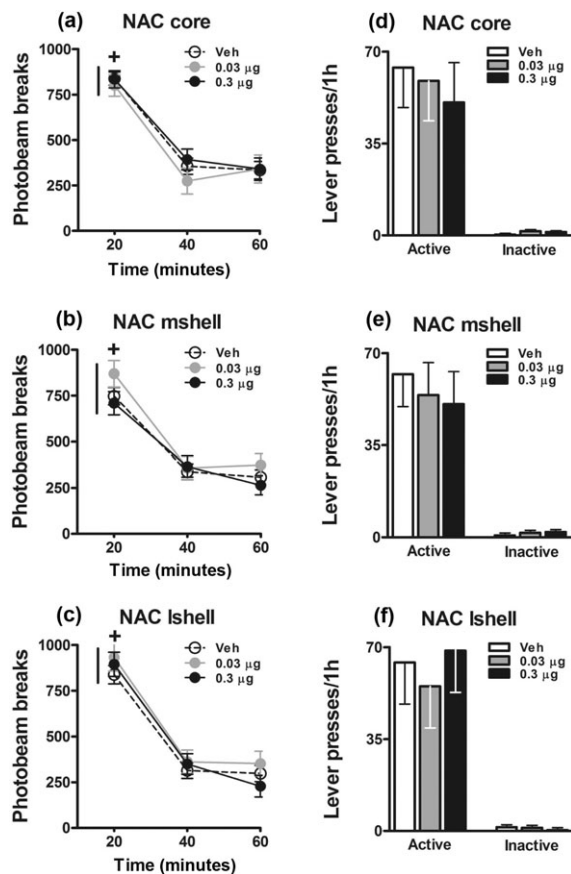 (a) NAC core
Photobeam breaks
1000
750
500
250
0
+
Veh
0.03 μg
0.3 μg
20 40 60
Time (minutes)
(d) NAC core
Lever presses/1h
70
35
0
Veh
0.03 μg
0.3 μg
Active Inactive
(b) NAC mshell
Photobeam breaks
1000
750
500
250
0
+
Veh
0.03 μg
0.3 μg
20 40 60
Time (minutes)
(e) NAC mshell
Lever presses/1h
70
35
0
Veh
0.03 μg
0.3 μg
Active Inactive
(c) NAC lshell
Photobeam breaks
1000
750
500
250
0
+
Veh
0.03 μg
0.3 μg
20 40 60
Time (minutes)
(f) NAC lshell
Lever presses/1h
70
35
0
Veh
0.03 μg
0.3 μg
Active Inactive